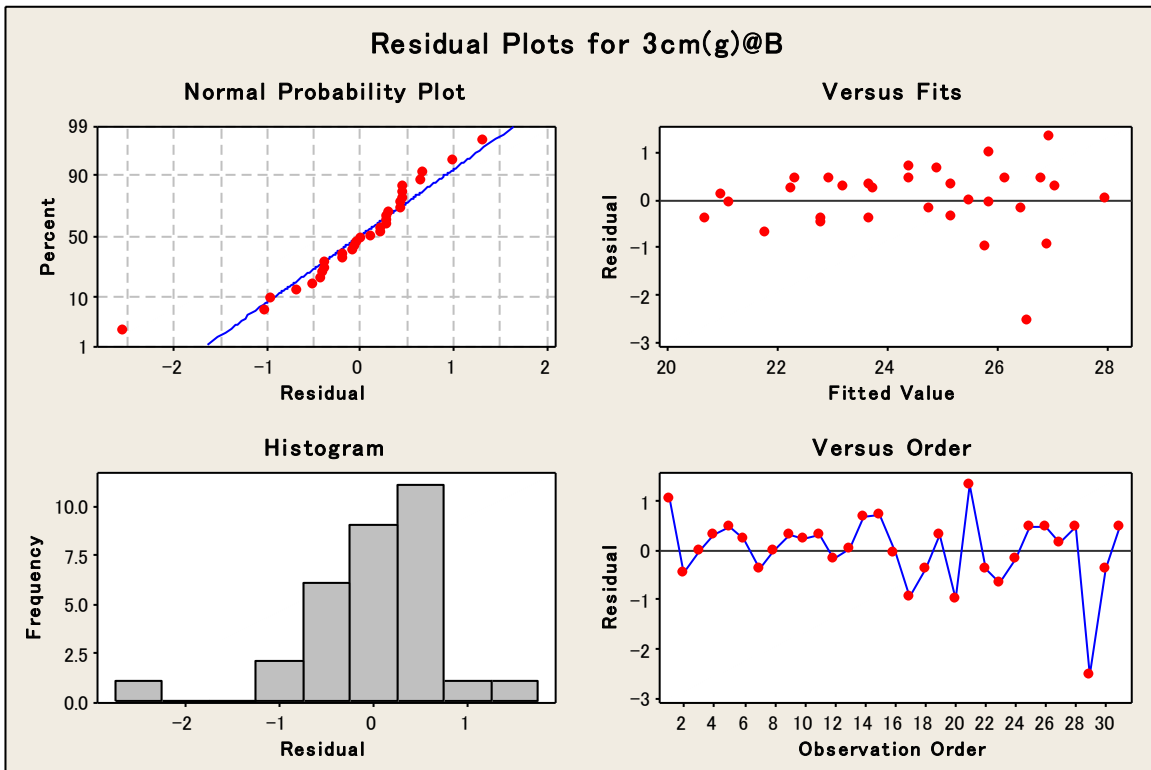 Residual Plots for 3cm(g)@B
Normal Probability Plot
99
90
50
10
1
Percent
-2 -1 0 1 2
Residual
Versus Fits
1
0
-1
-2
-3
Residual
20 22 24 26 28
Fitted Value
Histogram
10.0
7.5
5.0
2.5
0.0
Frequency
-2 -1 0 1
Residual
Versus Order
1
0
-1
-2
-3
Residual
2 4 6 8 10 12 14 16 18 20 22 24 26 28 30
Observation Order